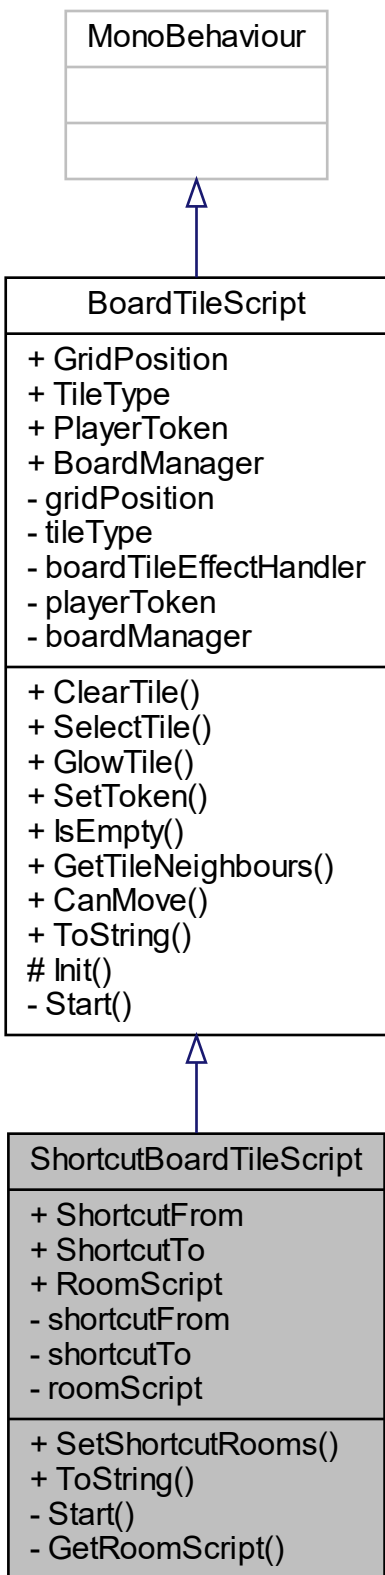 MonoBehaviour
BoardTileScript
+ GridPosition
+ TileType
+ PlayerToken
+ BoardManager
- gridPosition
- tileType
- boardTileEffectHandler
- playerToken
- boardManager
+ ClearTile()
+ SelectTile()
+ GlowTile()
+ SetToken()
+ IsEmpty()
+ GetTileNeighbours()
+ CanMove()
+ ToString()
# Init()
- Start()
ShortcutBoardTileScript
+ ShortcutFrom
+ ShortcutTo
+ RoomScript
- shortcutFrom
- shortcutTo
- roomScript
+ SetShortcutRooms()
+ ToString()
- Start()
- GetRoomScript()